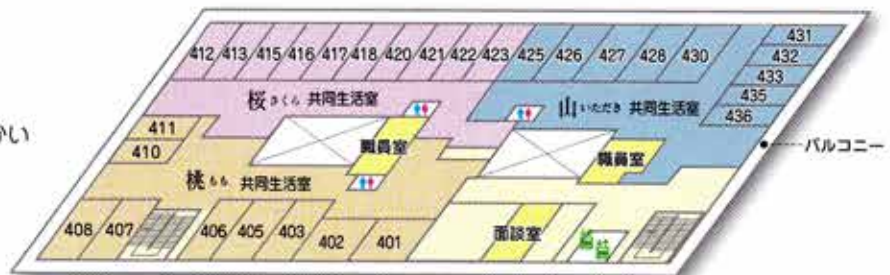 412 413 415 416 417 418 420 421 422 423 425 426 427 428 430
431
432
433
435
436
桜 さくら 共同生活室
山 いただき 共同生活室
バルコニー
かい
411
410
職員室
職員室
桃 もも 共同生活室
408 407 406 405 403 402 401
面談室